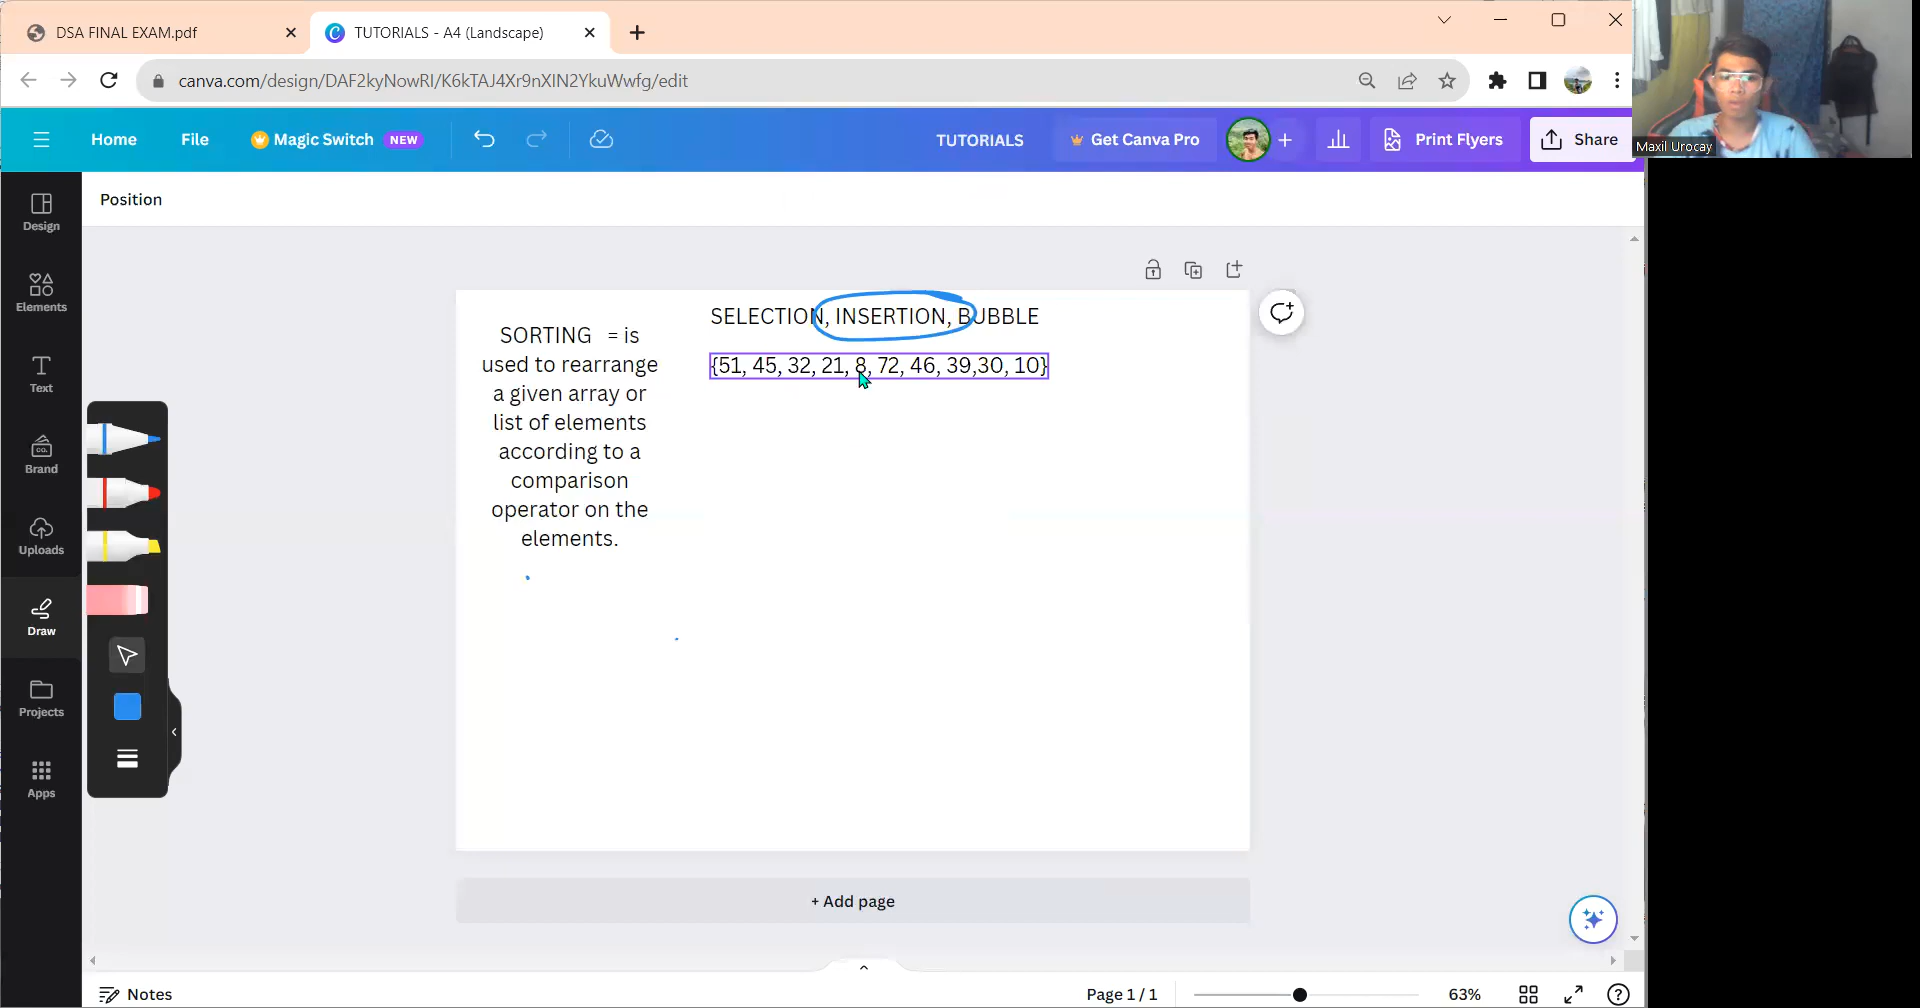 DSA FINAL EXAM.pdf
TUTORIALS - A4 (Landscape)
canva.com/design/DAF2kyNowRI/K6kTAJ4Xr9nXIN2YkuWwfg/edit
Home
File
Magic Switch NEW
TUTORIALS
Get Canva Pro
Print Flyers
Share
Maxil Urocay
Position
Design
Elements
Text
Brand
Uploads
Draw
Projects
Apps
SELECTION, INSERTION, BUBBLE
{51, 45, 32, 21, 8, 72, 46, 39,30, 10}
SORTING = is
used to rearrange
a given array or
list of elements
according to a
comparison
operator on the
elements.
+ Add page
Notes
Page 1 / 1
63%